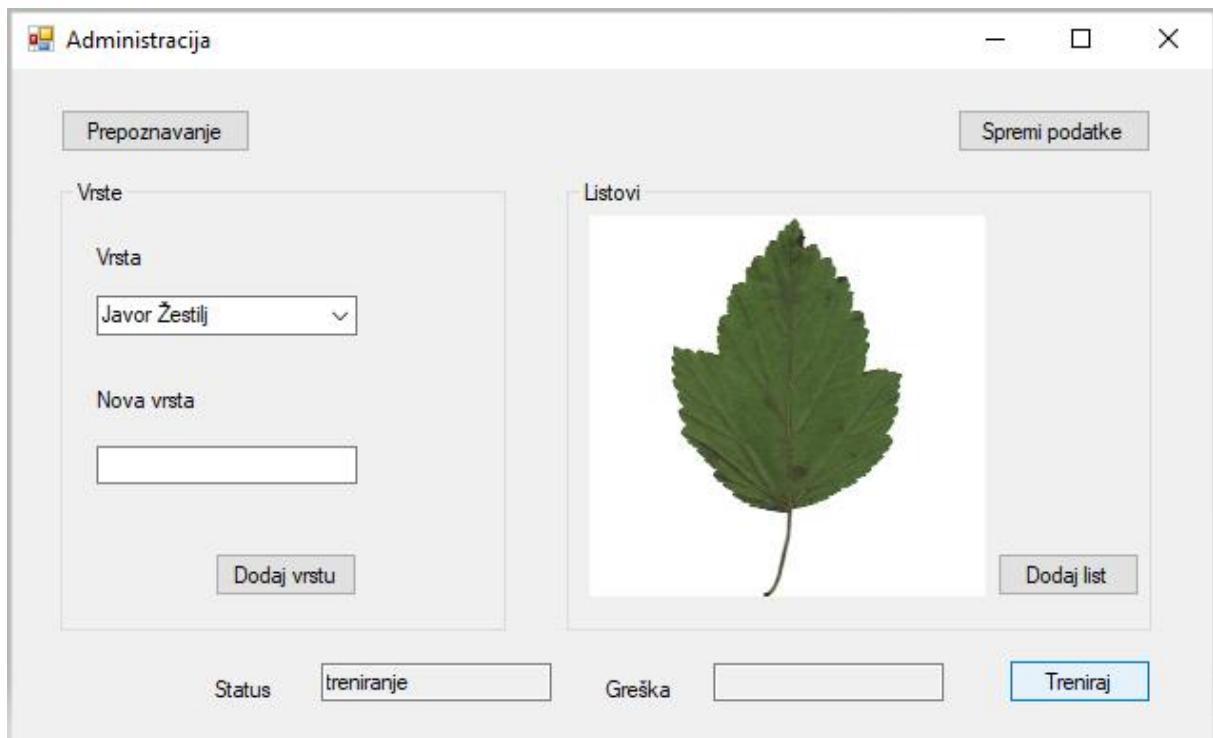 Administracija
Prepoznavanje
Spremi podatke
Vrste
Vrsta
Javor Žestilj
Nova vrsta
Dodaj vrstu
Listovi
Dodaj list
Status
treniranje
Greška
Treniraj